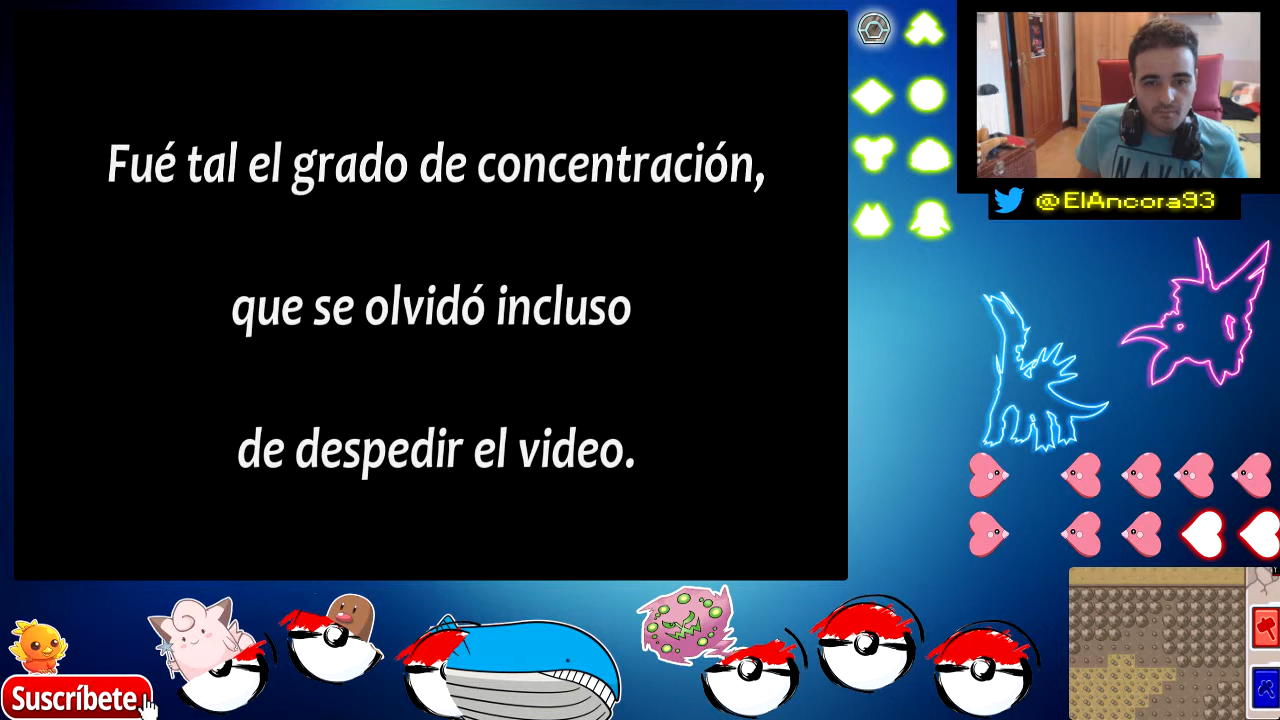 Fué tal el grado de concentración,
que se olvidó incluso
de despedir el video.
@ElAncora93
Suscríbete